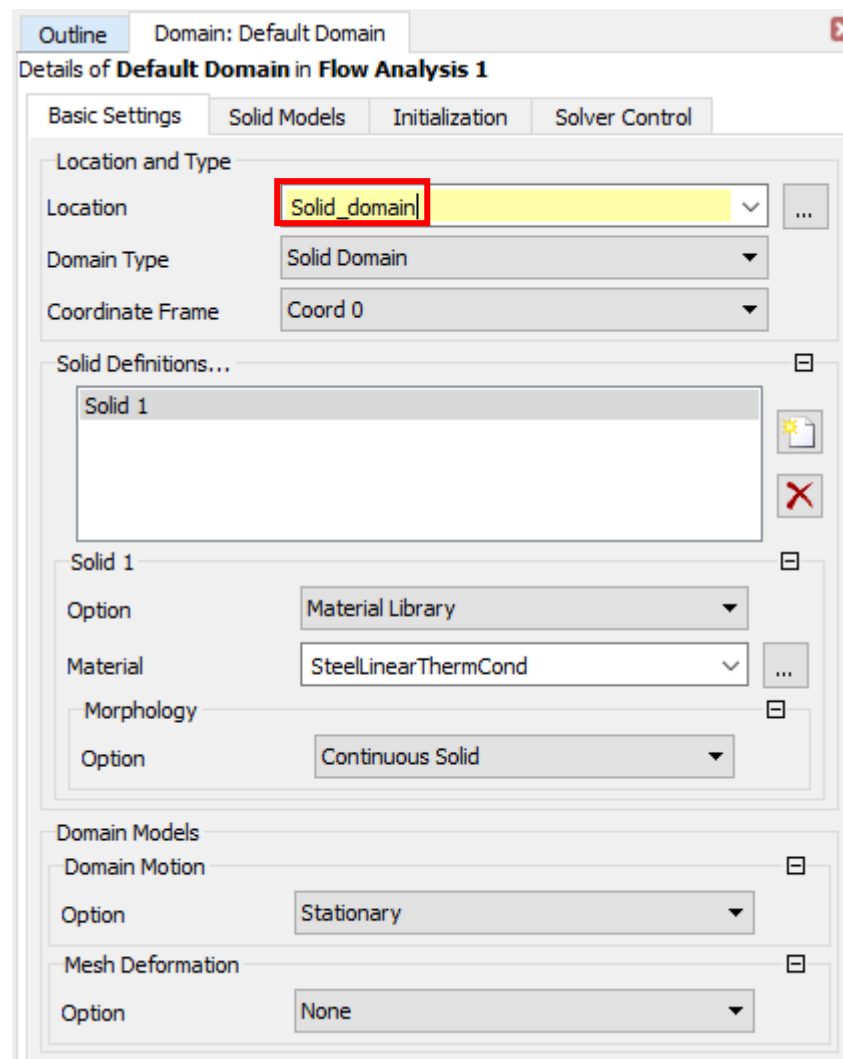 Outline Domain: Default Domain
Details of Default Domain in Flow Analysis 1
Basic Settings Solid Models Initialization Solver Control
Location and Type
Location Solid_domain ...
Domain Type Solid Domain
Coordinate Frame Coord 0
Solid Definitions...
Solid 1
Solid 1
Option Material Library
Material SteelLinearThermCond ...
Morphology
Option Continuous Solid
Domain Models
Domain Motion
Option Stationary
Mesh Deformation
Option None